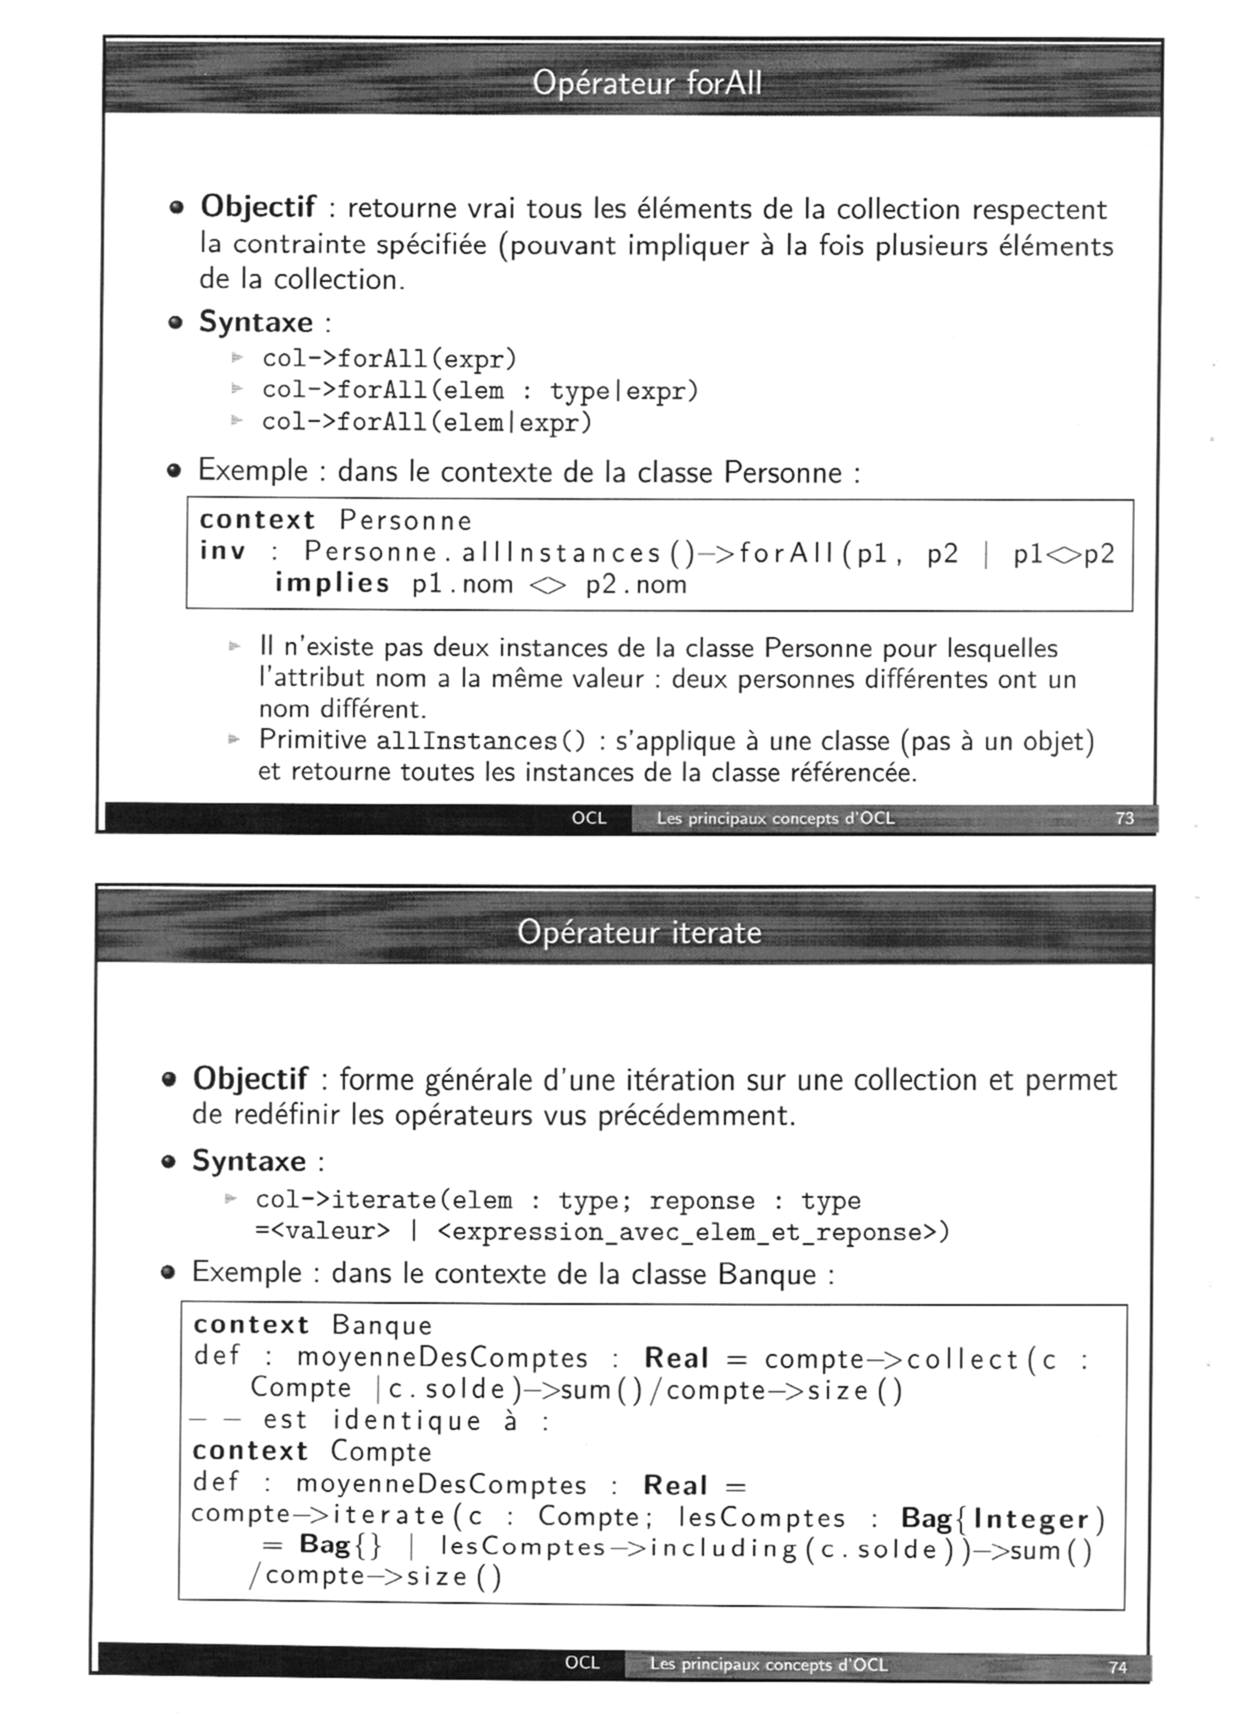 Opérateur forAll
Objectif : retourne vrai tous les éléments de la collection respectent
la contrainte spécifiée (pouvant impliquer à la fois plusieurs éléments
de la collection.
Syntaxe :
col->forAll(expr)
col->forAll(elem : type|expr)
col->forAll(elem|expr)
Exemple : dans le contexte de la classe Personne :
context Personne
inv : Personne.allInstances()->forAll(p1, p2 | p1<>p2
implies p1.nom <> p2.nom
Il n'existe pas deux instances de la classe Personne pour lesquelles
l'attribut nom a la même valeur : deux personnes différentes ont un
nom différent.
Primitive allInstances() : s'applique à une classe (pas à un objet)
et retourne toutes les instances de la classe référencée.
OCL Les principaux concepts d'OCL 73
Opérateur iterate
Objectif : forme générale d'une itération sur une collection et permet
de redéfinir les opérateurs vus précédemment.
Syntaxe :
col->iterate(elem : type; reponse : type
=<valeur> | <expression_avec_elem_et_reponse>)
Exemple : dans le contexte de la classe Banque :
context Banque
def : moyenneDesComptes : Real = compte->collect(c :
Compte |c.solde)->sum()/compte->size()
-- est identique à :
context Compte
def : moyenneDesComptes : Real =
compte->iterate(c : Compte; lesComptes : Bag{Integer)
= Bag{} | lesComptes->including(c.solde))->sum()
/compte->size()
OCL Les principaux concepts d'OCL 74